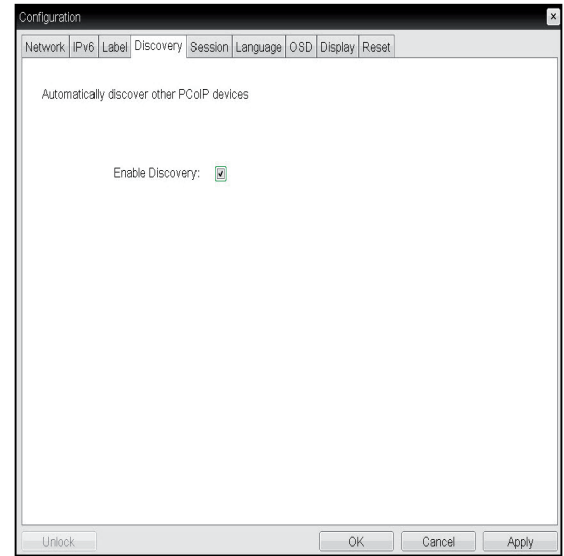 Configuration
Network IPv6 Label Discovery Session Language OSD Display Reset
Automatically discover other PCoIP devices
Enable Discovery:
Unlock OK Cancel Apply